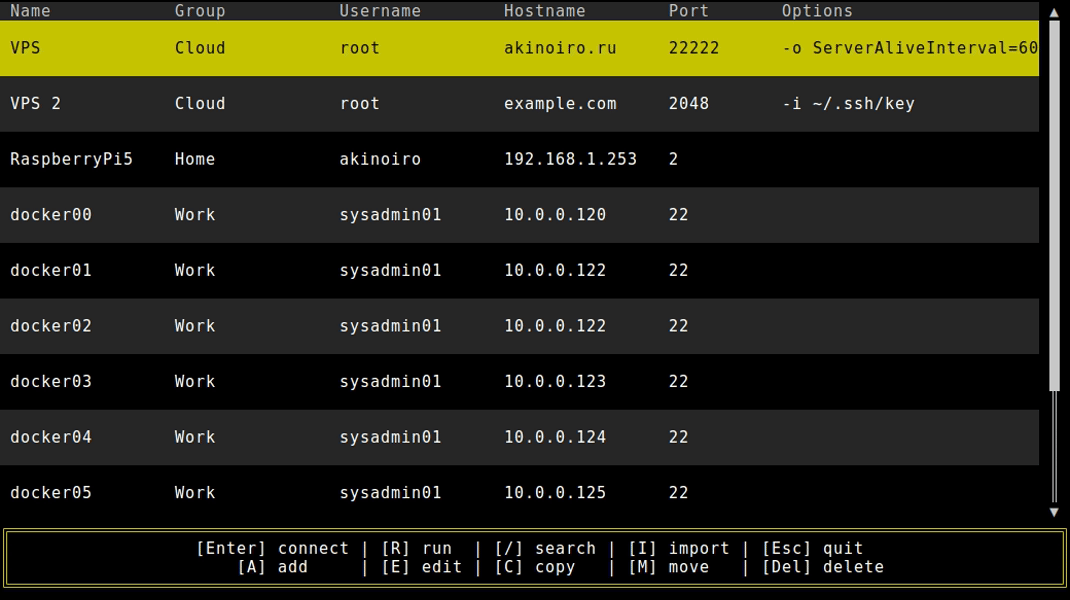 Name Group Username Hostname Port Options
VPS Cloud root akinoiro.ru 22222 -o ServerAliveInterval=60
VPS 2 Cloud root example.com 2048 -i ~/.ssh/key
RaspberryPi5 Home akinoiro 192.168.1.253 2
docker00 Work sysadmin01 10.0.0.120 22
docker01 Work sysadmin01 10.0.0.122 22
docker02 Work sysadmin01 10.0.0.122 22
docker03 Work sysadmin01 10.0.0.123 22
docker04 Work sysadmin01 10.0.0.124 22
docker05 Work sysadmin01 10.0.0.125 22
[Enter] connect | [R] run | [/] search | [I] import | [Esc] quit
[A] add | [E] edit | [C] copy | [M] move | [Del] delete